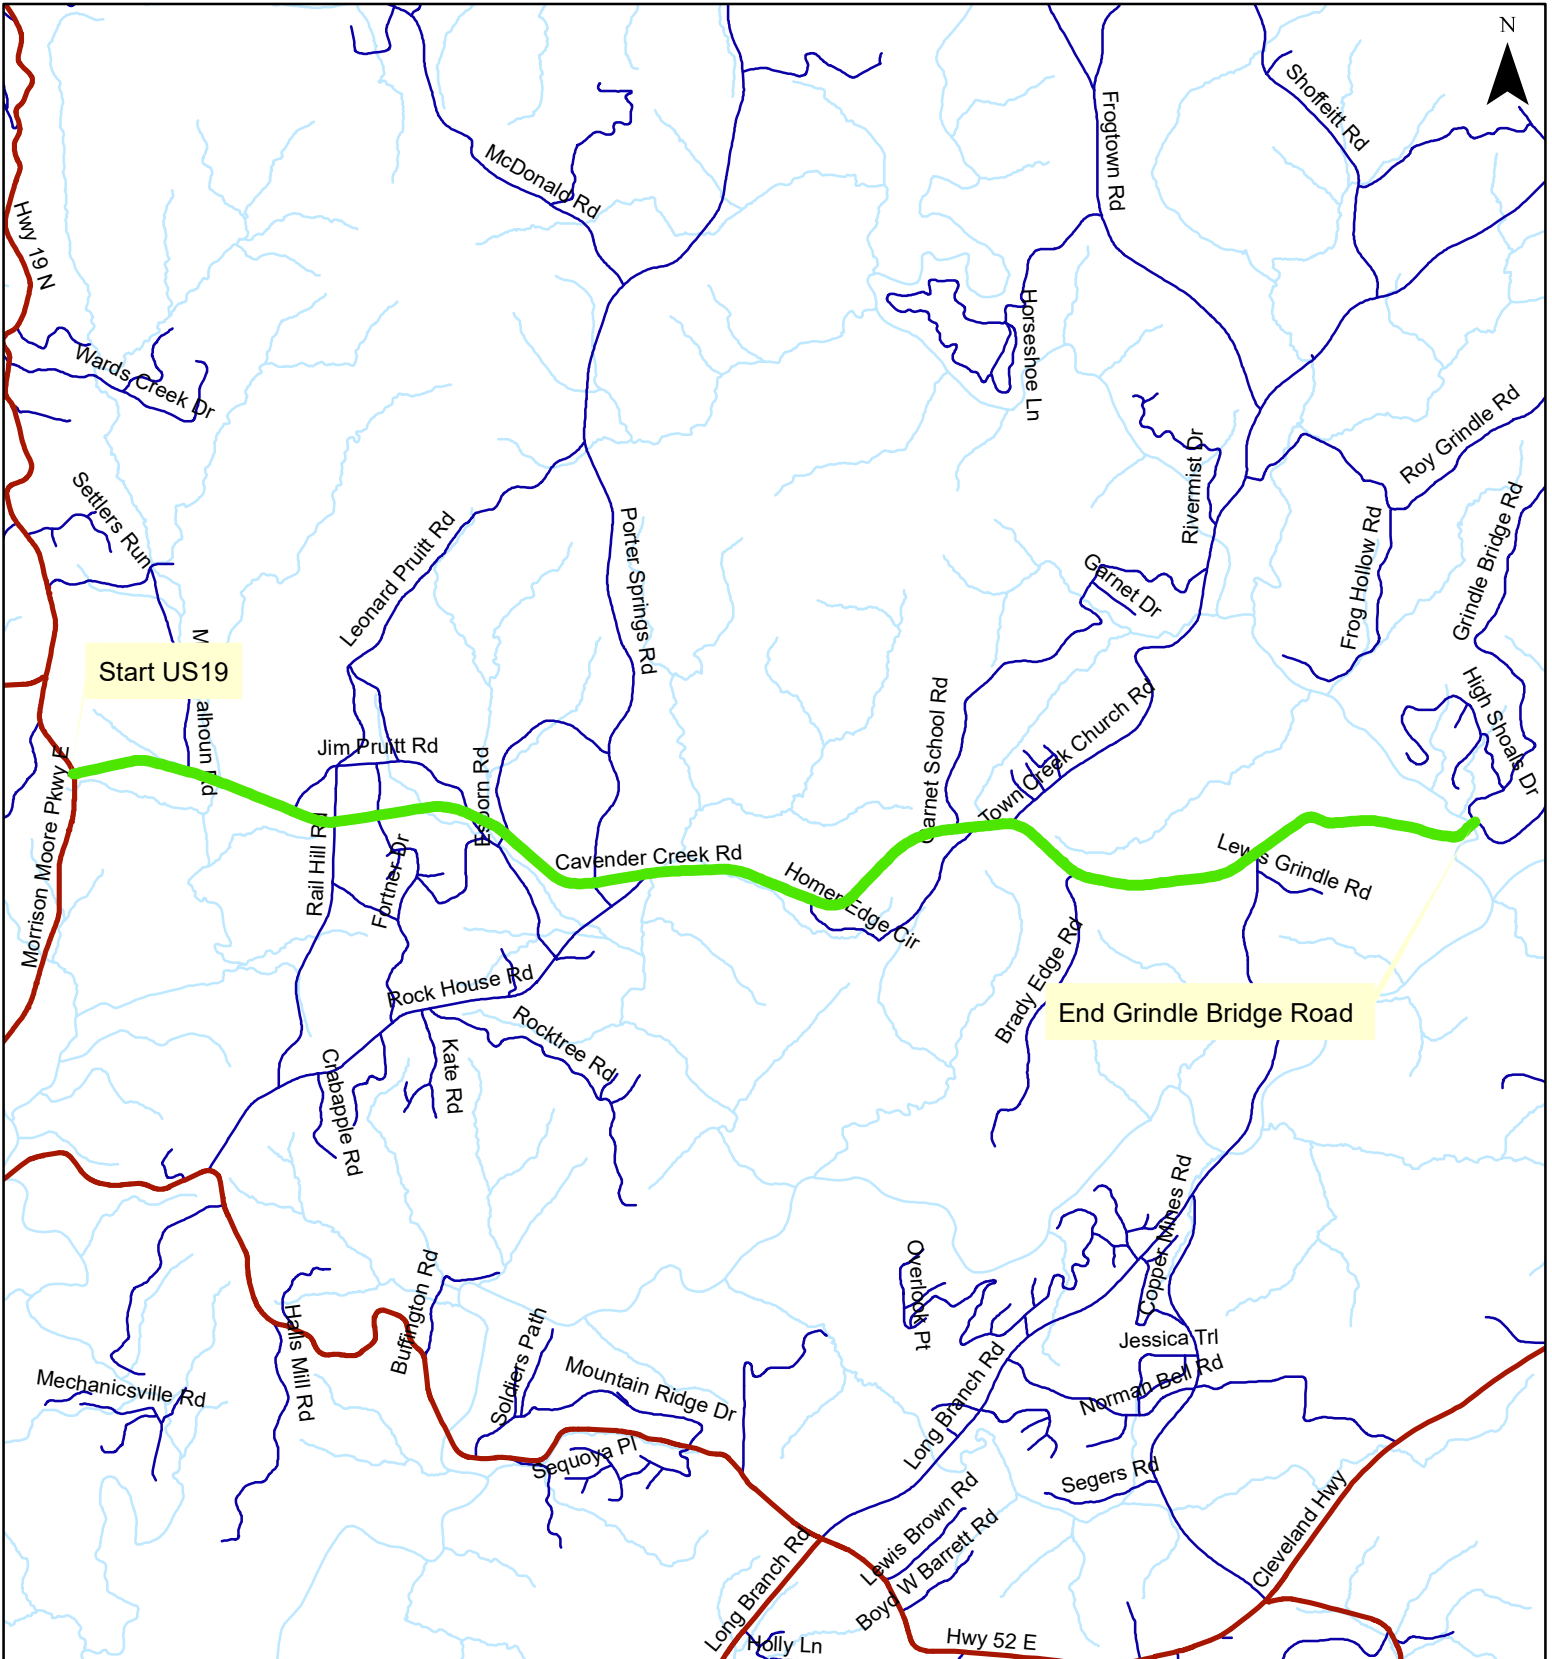 N
Shoffeitt Rd
Frogtown Rd
McDonald Rd
Hwy 19 N
Horseshoe Ln
Wards Creek Dr
Roy Grindle Rd
Rivermist Dr
Settlers Run
Grindle Bridge Rd
Leonard Pruitt Rd
Porter Springs Rd
Frog Hollow Rd
Garnet Dr
Start US19
alhoun Rd
High Shoals Dr
Garnet School Rd
Town Creek Church Rd
Jim Pruitt Rd
Morrison Moore Pkwy E
Rail Hill Rd
Fortner Dr
Cavender Creek Rd
Homer Edge Cir
Lewis Grindle Rd
Brady Edge Rd
End Grindle Bridge Road
Rock House Rd
Rocktree Rd
Kate Rd
Crabapple Rd
Copper Mines Rd
Overlook Pt
Buffington Rd
Halls Mill Rd
Soldiers Path
Jessica Trl
Mountain Ridge Dr
Norman Bell Rd
Mechanicsville Rd
Long Branch Rd
Sequoya Pl
Segers Rd
Lewis Brown Rd
Boyd W Barrett Rd
Cleveland Hwy
Long Branch Rd
Holly Ln
Hwy 52 E